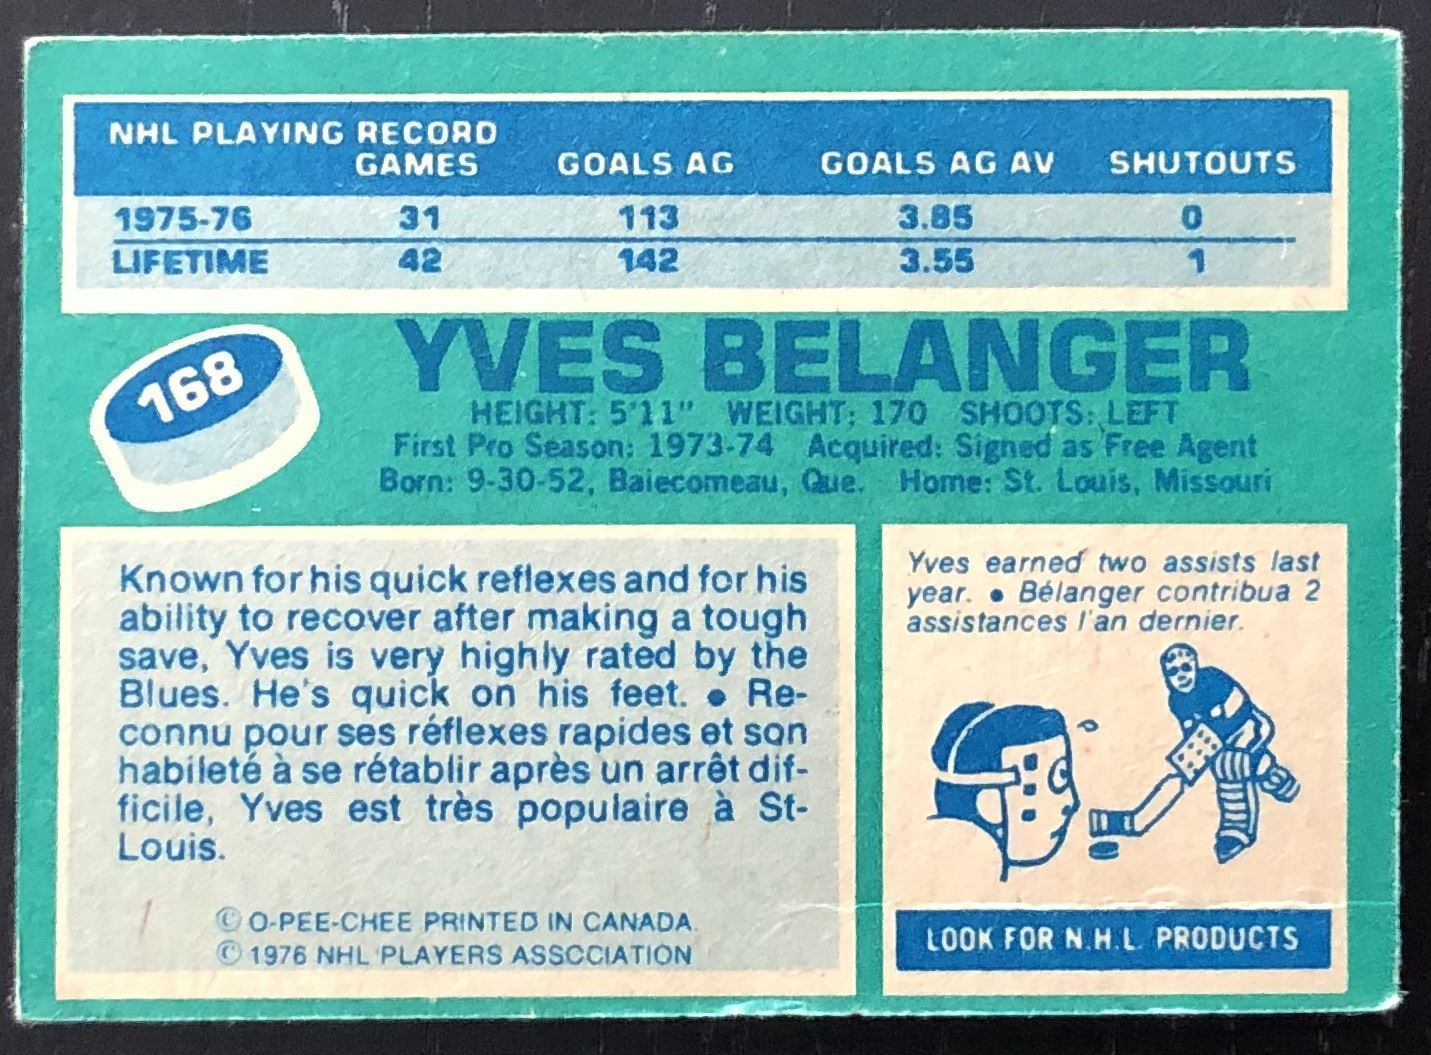 NHL PLAYING RECORD
GAMES GOALS AG GOALS AG AV SHUTOUTS
1975-76 31 113 3.85 0
LIFETIME 42 142 3.55 1
168
YVES BELANGER
HEIGHT: 5'11" WEIGHT: 170 SHOOTS: LEFT
First Pro Season: 1973-74 Acquired: Signed as Free Agent
Born: 9-30-52, Baiecomeau, Que. Home: St. Louis, Missouri
Known for his quick reflexes and for his
ability to recover after making a tough
save, Yves is very highly rated by the
Blues. He's quick on his feet. • Re-
connu pour ses réflexes rapides et son
habileté à se rétablir après un arrêt dif-
ficile, Yves est très populaire à St-
Louis.
© O-PEE-CHEE PRINTED IN CANADA
© 1976 NHL PLAYERS ASSOCIATION
Yves earned two assists last
year. • Bélanger contribua 2
assistances l'an dernier.
LOOK FOR N.H.L. PRODUCTS